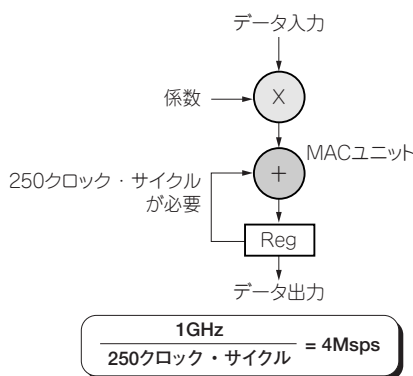 データ入力
係数
X
MACユニット
250クロック・サイクル
が必要
+
Reg
データ出力
1GHz
250クロック・サイクル
= 4Msps